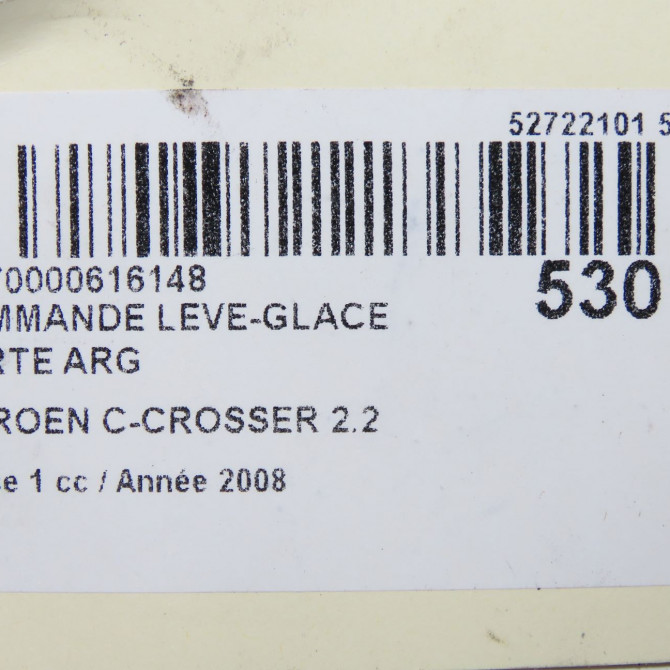 52722101 5
70000616148
530
MMANDE LEVE-GLACE
RTE ARG
ROEN C-CROSSER 2.2
e 1 cc / Année 2008